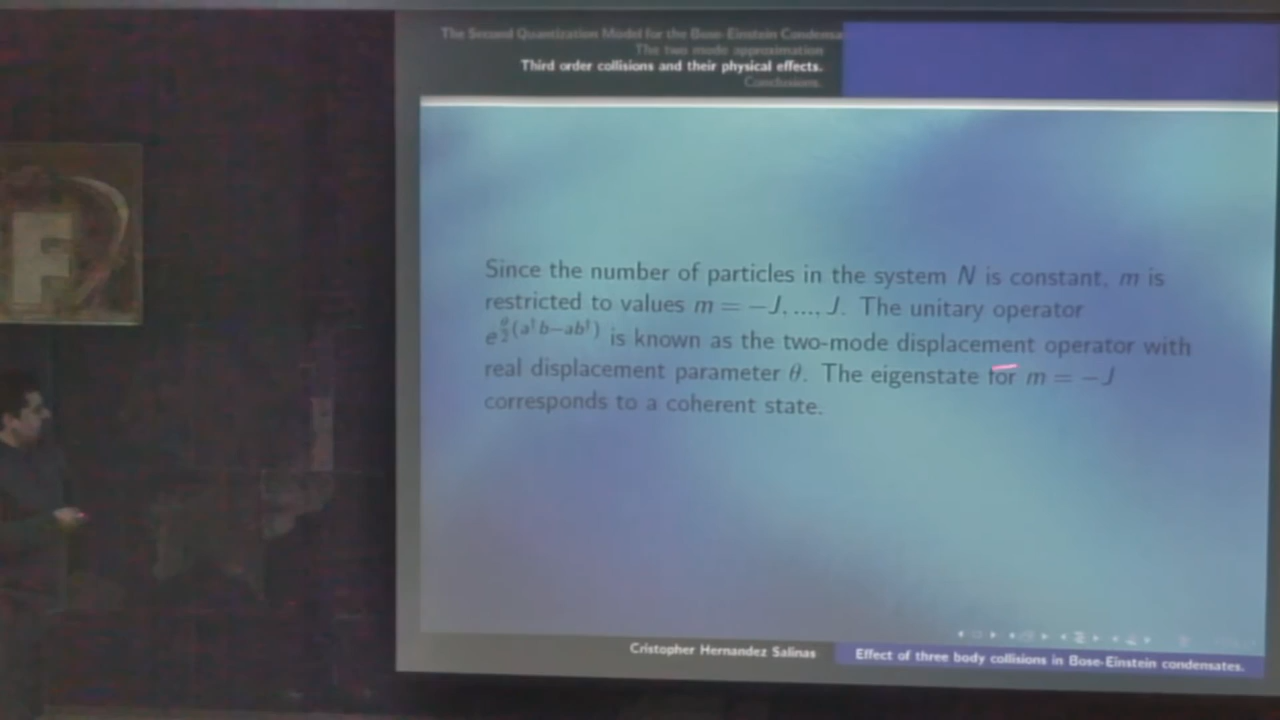 The Second Quantization Model for the Bose-Einstein Condensa
The two mode approximation
Third order collisions and their physical effects.
Conclusions.
F
Since the number of particles in the system N is constant, m is
restricted to values m = −J, ...., J. The unitary operator
e^{θ/2(a†b−ab†)} is known as the two-mode displacement operator with
real displacement parameter θ. The eigenstate for m = −J
corresponds to a coherent state.
Cristopher Hernandez Salinas
Effect of three body collisions in Bose-Einstein condensates.